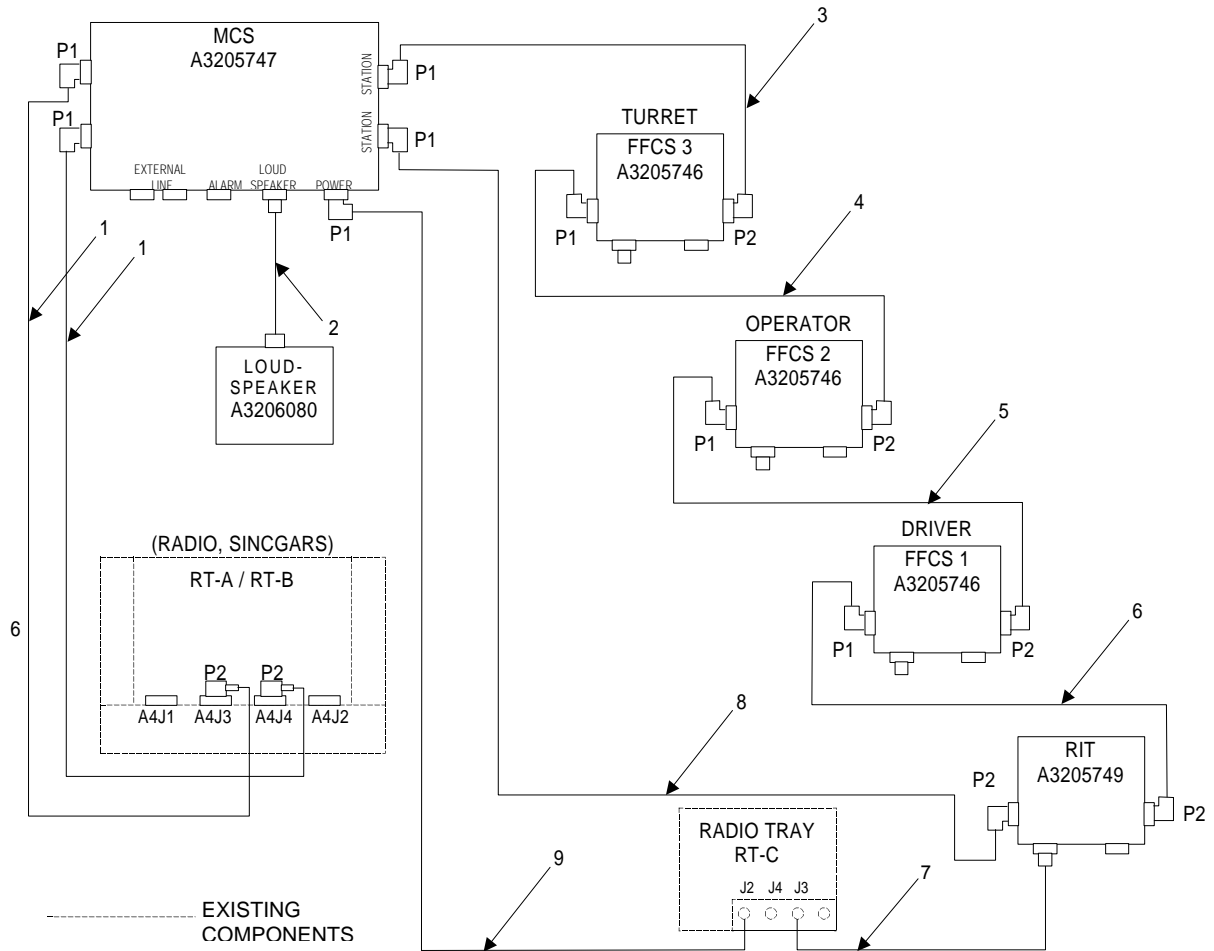 MCS
A3205747
P1
P1
STATION
STATION
P1
P1
EXTERNAL
LINE
ALARM
LOUD
SPEAKER
POWER
P1
1
1
2
3
TURRET
FFCS 3
A3205746
P1
P2
4
OPERATOR
FFCS 2
A3205746
P1
P2
5
LOUD-
SPEAKER
A3206080
DRIVER
FFCS 1
A3205746
P1
P2
6
(RADIO, SINCGARS)
RT-A / RT-B
6
P2
P2
A4J1
A4J3
A4J4
A4J2
8
RIT
A3205749
P2
P2
RADIO TRAY
RT-C
J2
J4
J3
9
7
EXISTING
COMPONENTS